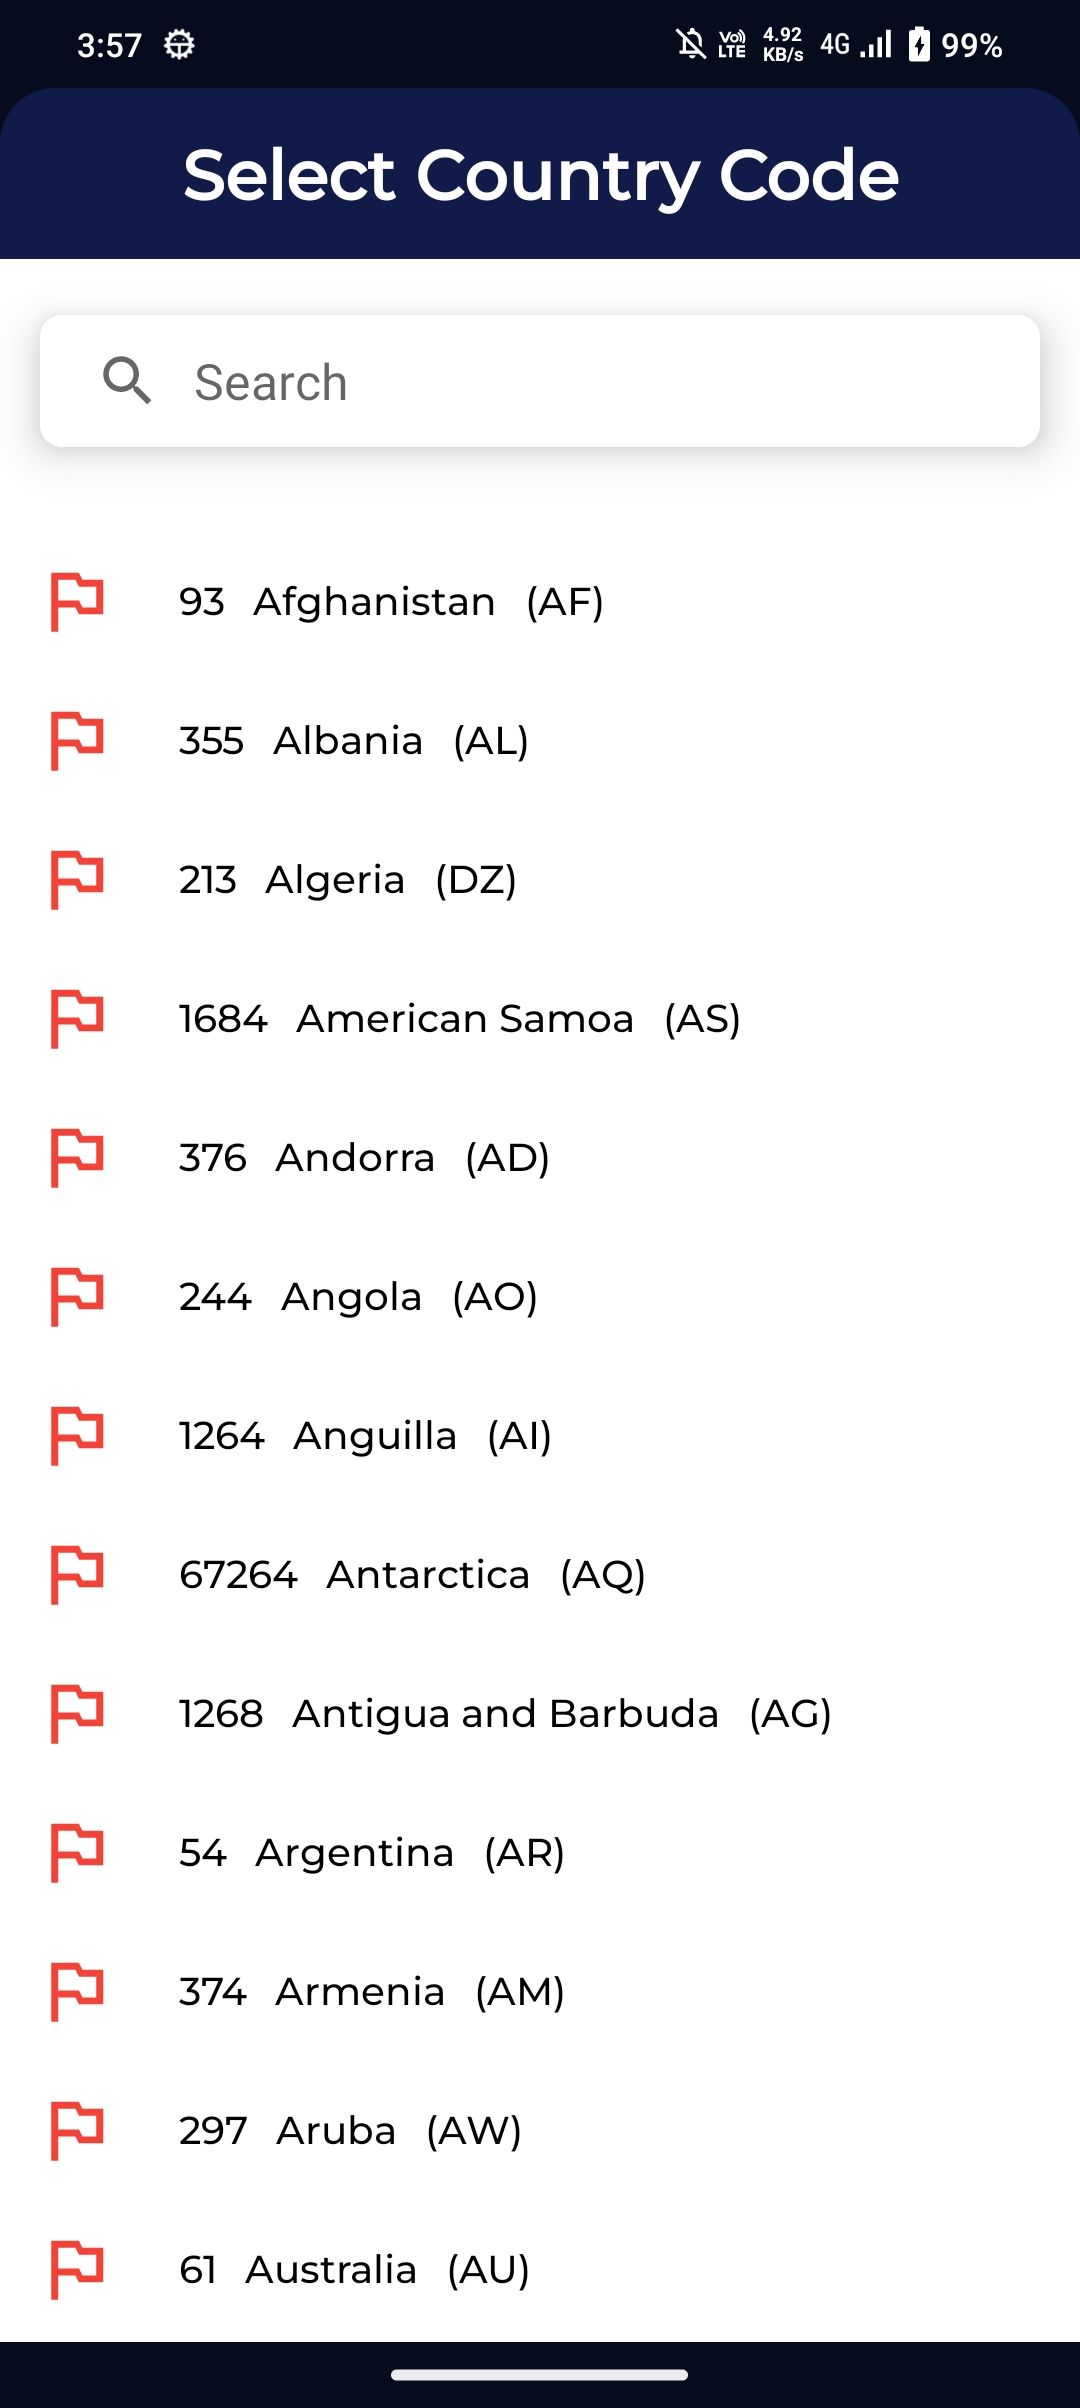 3:57 Vo) LTE 4.92 KB/s 4G 99%
Select Country Code
Search
93 Afghanistan (AF)
355 Albania (AL)
213 Algeria (DZ)
1684 American Samoa (AS)
376 Andorra (AD)
244 Angola (AO)
1264 Anguilla (AI)
67264 Antarctica (AQ)
1268 Antigua and Barbuda (AG)
54 Argentina (AR)
374 Armenia (AM)
297 Aruba (AW)
61 Australia (AU)